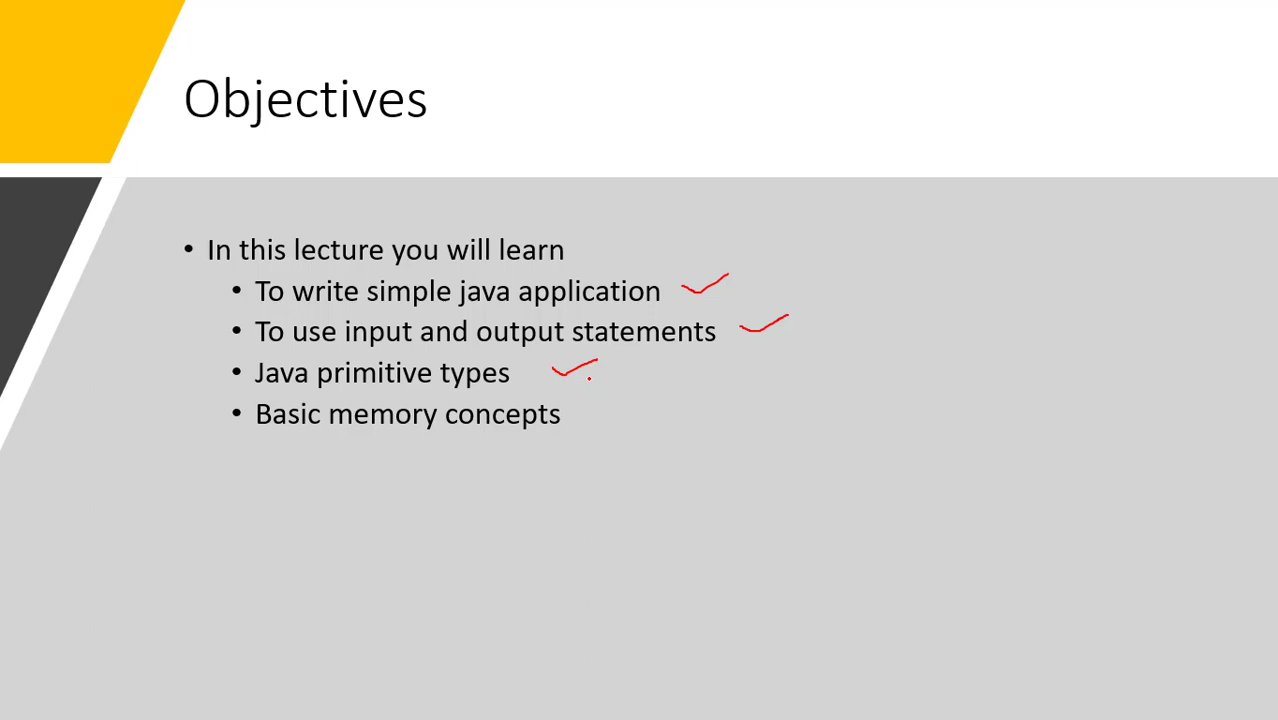 Objectives
• In this lecture you will learn
• To write simple java application
• To use input and output statements
• Java primitive types
• Basic memory concepts